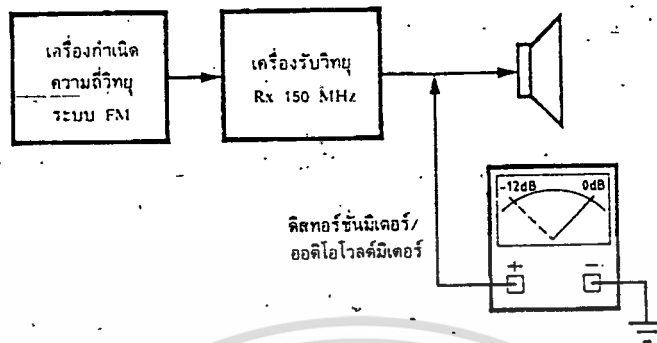 เครื่องกำเนิด
ความถี่วิทยุ
ระบบ FM
เครื่องรับวิทยุ
Rx 150 MHz
-12dB 0dB
ดิสทอร์ชั่นมิเตอร์/
ออดิโอโวลต์มิเตอร์
+ -